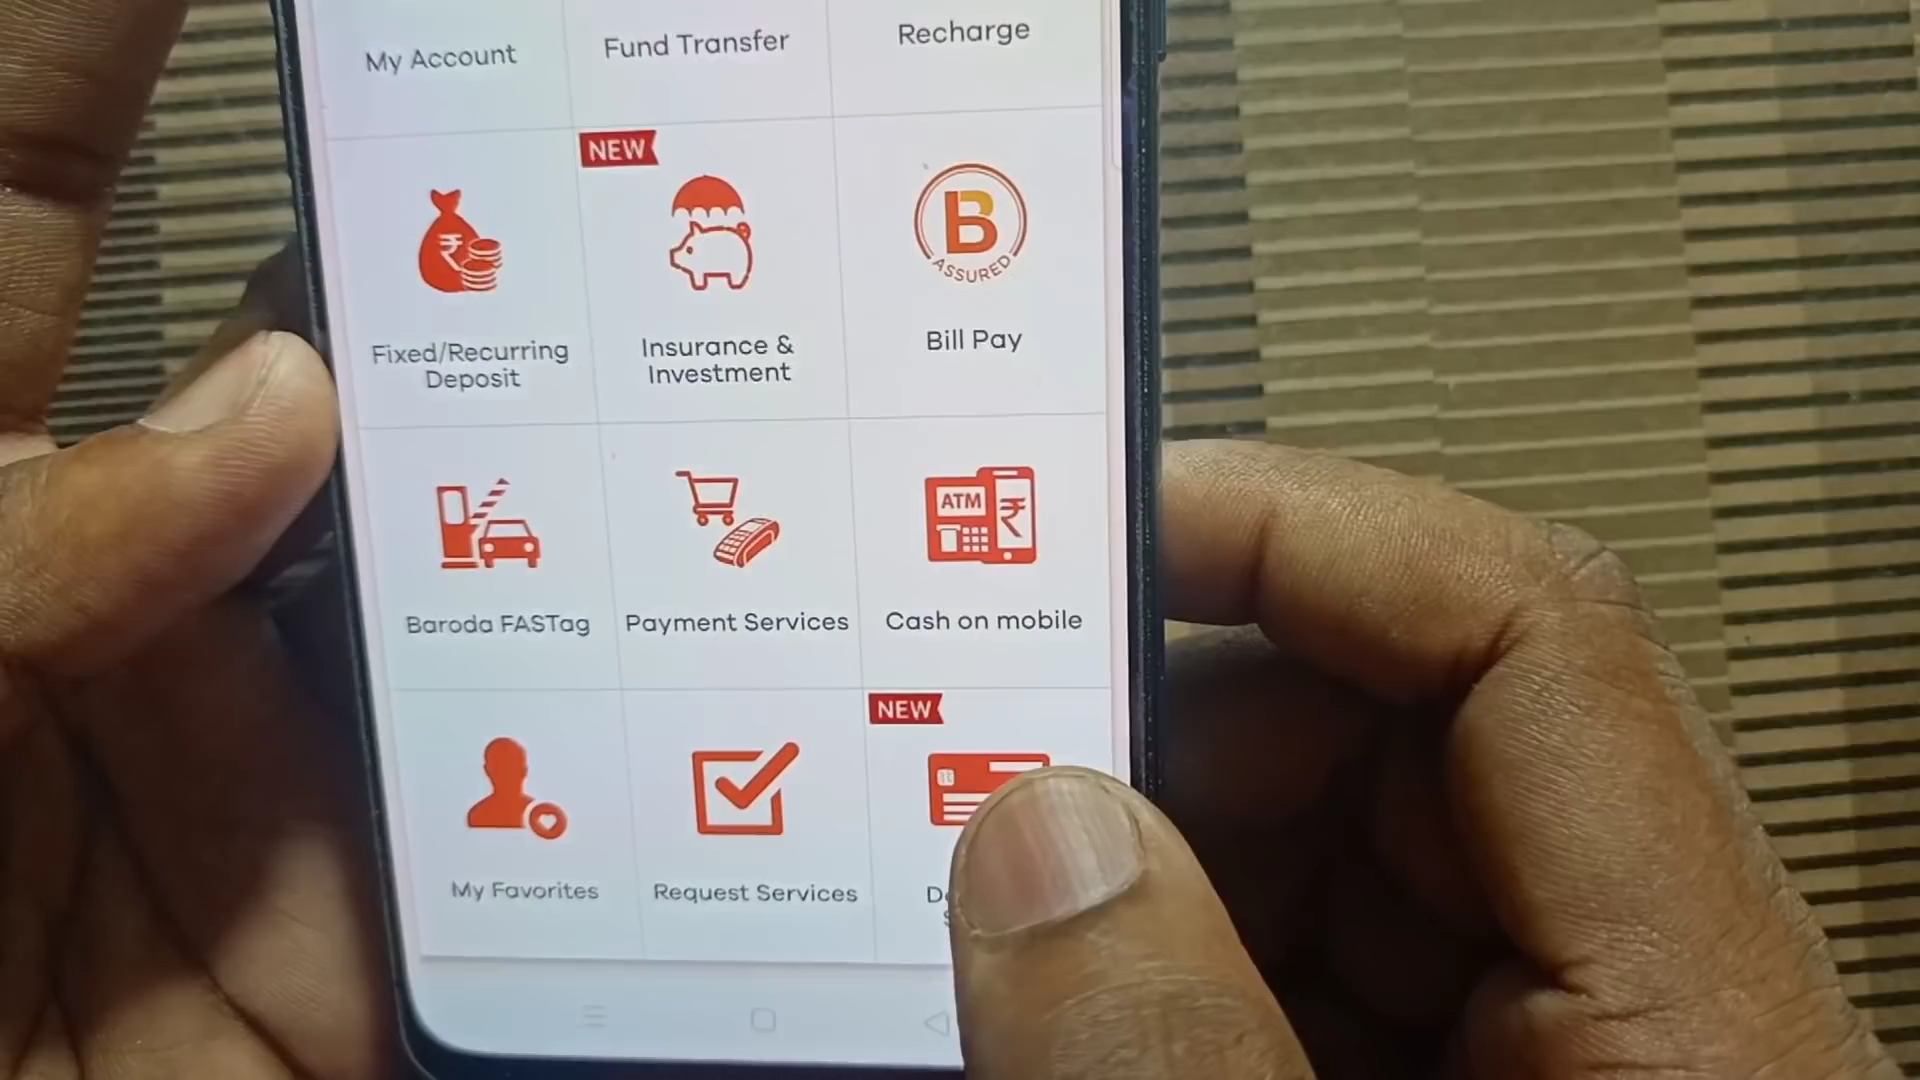 My Account
Fund Transfer
Recharge
NEW
B
ASSURED
Fixed/Recurring
Deposit
Insurance &
Investment
Bill Pay
ATM
Baroda FASTag
Payment Services
Cash on mobile
NEW
My Favorites
Request Services